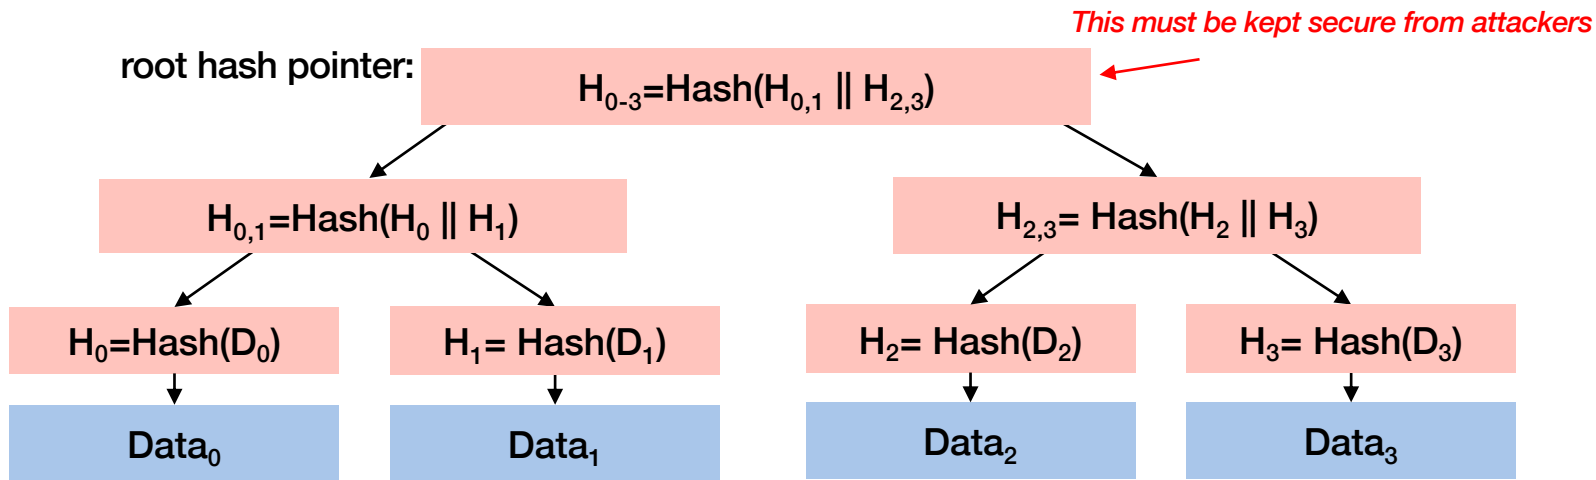 This must be kept secure from attackers
root hash pointer:
H₀₋₃=Hash(H₀,₁ || H₂,₃)
H₀,₁=Hash(H₀ || H₁)
H₂,₃= Hash(H₂ || H₃)
H₀=Hash(D₀)
H₁= Hash(D₁)
H₂= Hash(D₂)
H₃= Hash(D₃)
Data₀
Data₁
Data₂
Data₃